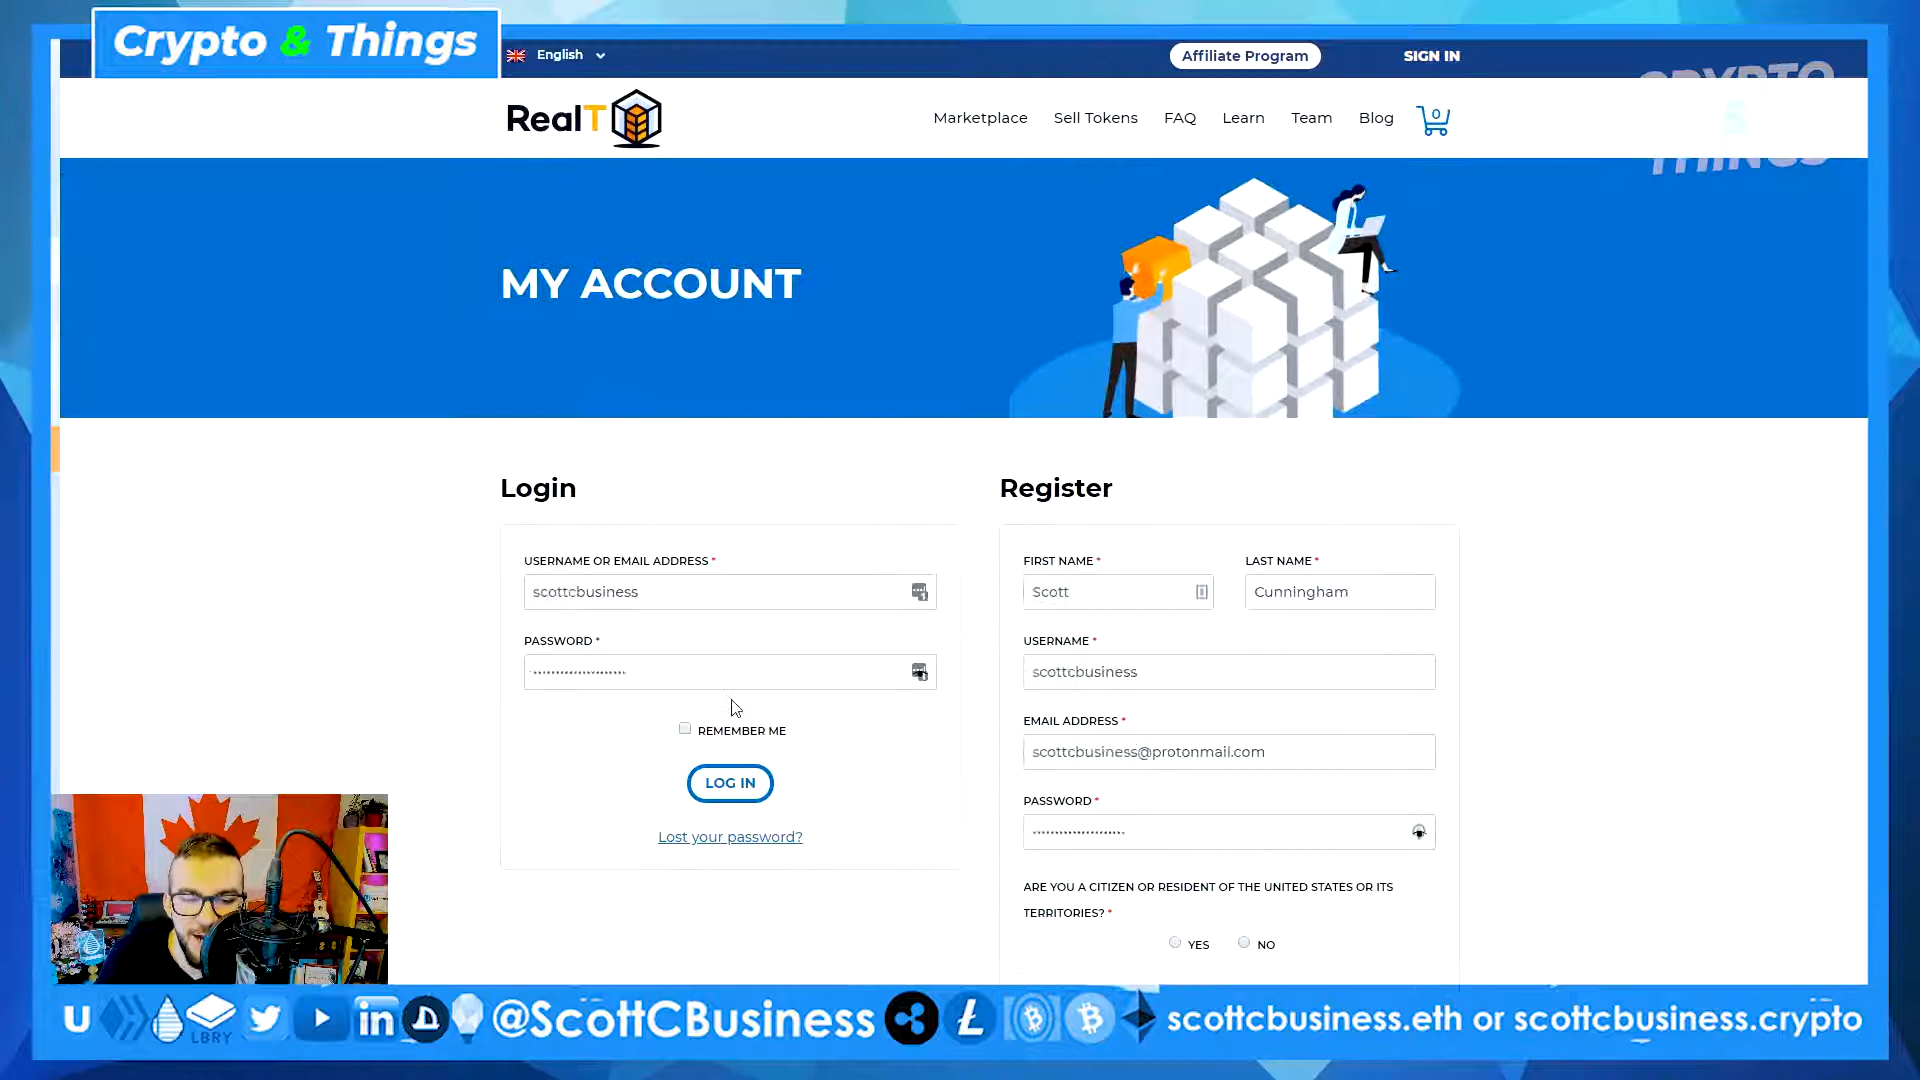 Crypto & Things
English
Affiliate Program
SIGN IN
CRYPTO
&
THINGS
RealT
Marketplace
Sell Tokens
FAQ
Learn
Team
Blog
0
MY ACCOUNT
Login
Register
USERNAME OR EMAIL ADDRESS *
scottcbusiness
PASSWORD *
REMEMBER ME
LOG IN
Lost your password?
FIRST NAME *
LAST NAME *
Scott
Cunningham
USERNAME *
scottcbusiness
EMAIL ADDRESS *
scottcbusiness@protonmail.com
PASSWORD *
ARE YOU A CITIZEN OR RESIDENT OF THE UNITED STATES OR ITS
TERRITORIES? *
YES
NO
LBRY
@ScottCBusiness
scottcbusiness.eth or scottcbusiness.crypto